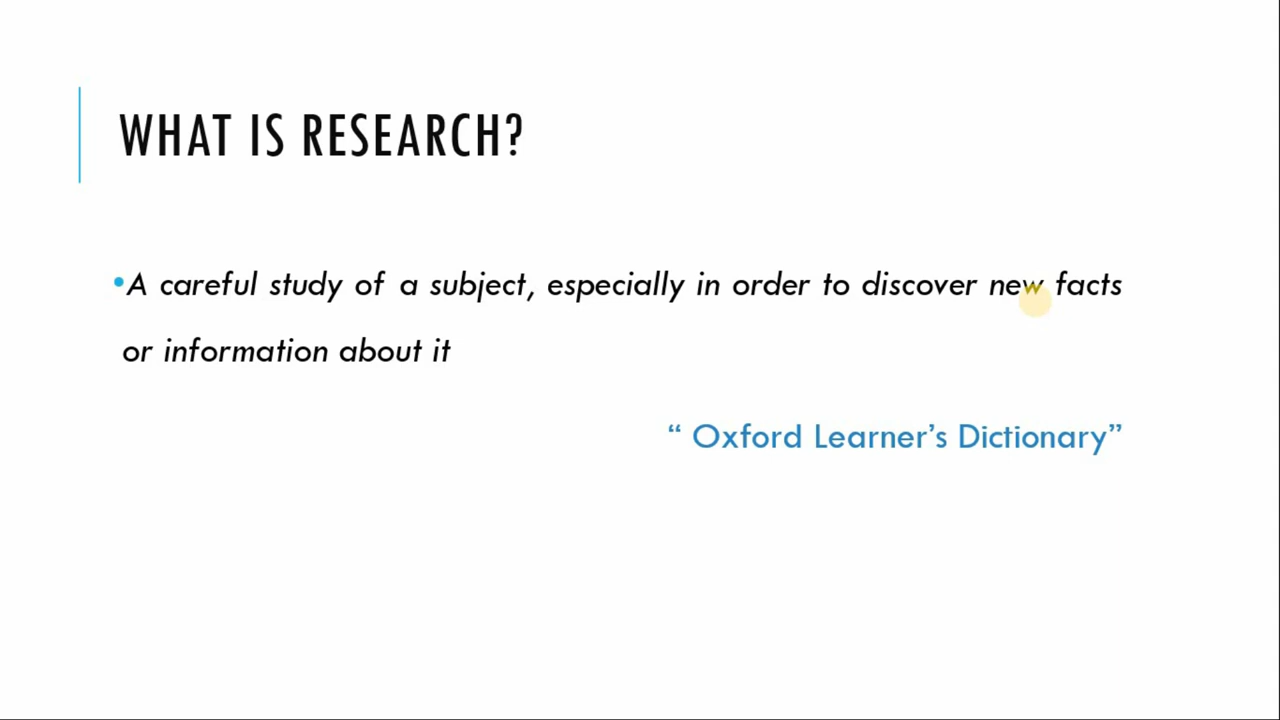 WHAT IS RESEARCH?
•A careful study of a subject, especially in order to discover new facts
or information about it
“ Oxford Learner’s Dictionary”